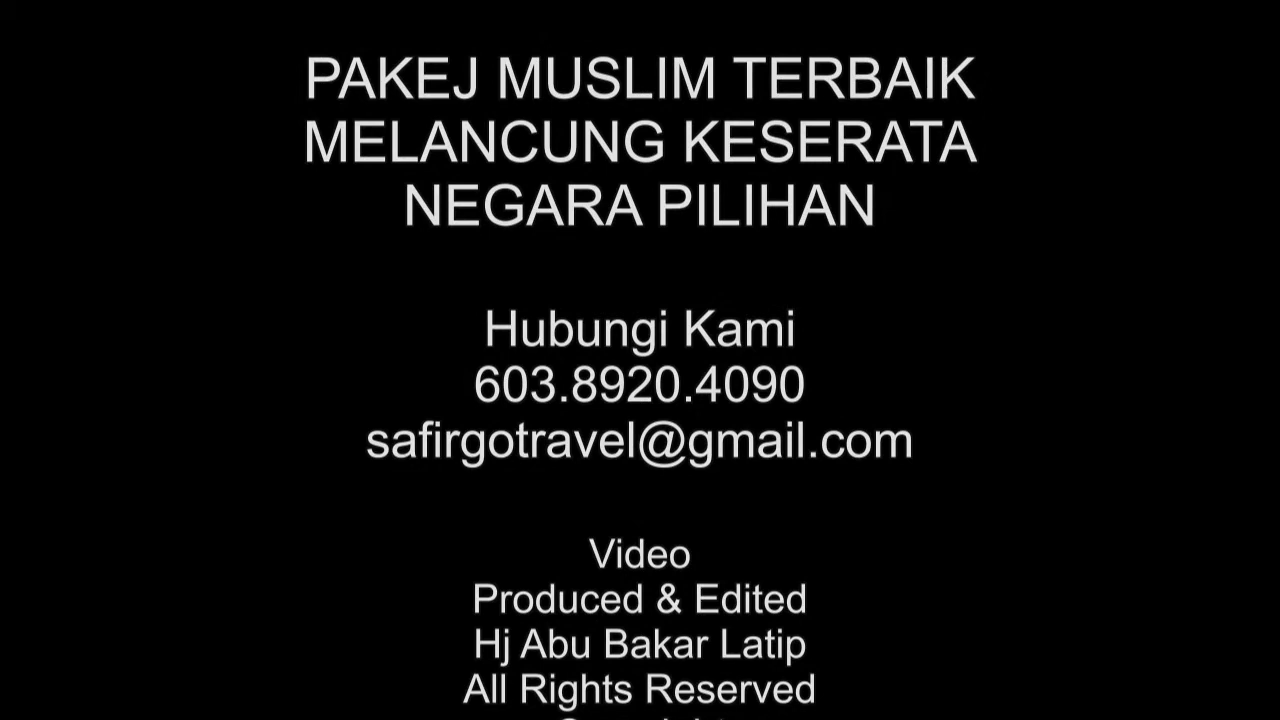 PAKEJ MUSLIM TERBAIK
MELANCUNG KESERATA
NEGARA PILIHAN
Hubungi Kami
603.8920.4090
safirgotravel@gmail.com
Video
Produced & Edited
Hj Abu Bakar Latip
All Rights Reserved